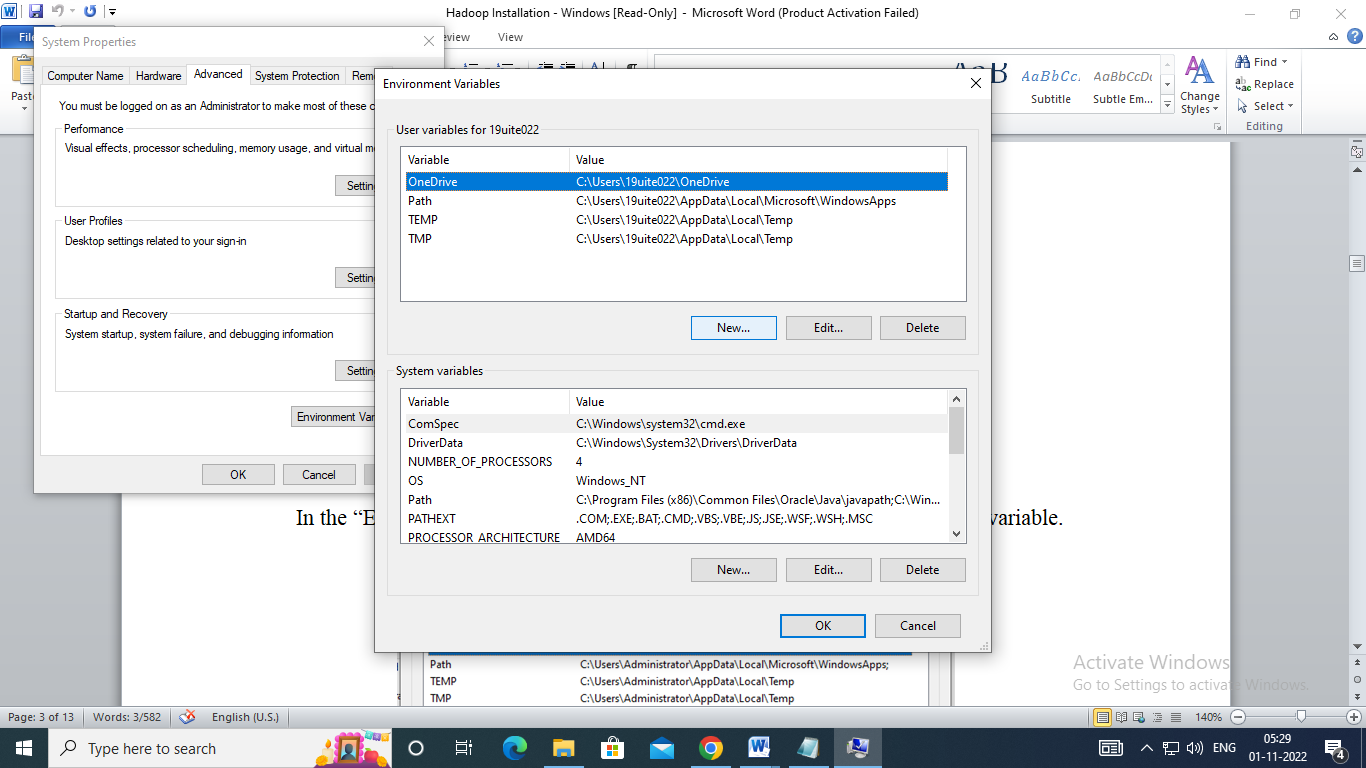 Hadoop Installation - Windows [Read-Only] - Microsoft Word (Product Activation Failed)
View
System Properties
Computer Name
Hardware
Advanced
System Protection
You must be logged on as an Administrator to make most of these c
Performance
Visual effects, processor scheduling, memory usage, and virtual m
User Profiles
Desktop settings related to your sign-in
Startup and Recovery
System startup, system failure, and debugging information
Environment Var
OK
Cancel
Environment Variables
User variables for 19uite022
Variable Value
OneDrive C:\Users\19uite022\OneDrive
Path C:\Users\19uite022\AppData\Local\Microsoft\WindowsApps
TEMP C:\Users\19uite022\AppData\Local\Temp
TMP C:\Users\19uite022\AppData\Local\Temp
New... Edit... Delete
System variables
Variable Value
ComSpec C:\Windows\system32\cmd.exe
DriverData C:\Windows\System32\Drivers\DriverData
NUMBER_OF_PROCESSORS 4
OS Windows_NT
Path C:\Program Files (x86)\Common Files\Oracle\Java\javapath;C:\Win...
PATHEXT .COM;.EXE;.BAT;.CMD;.VBS;.VBE;.JS;.JSE;.WSF;.WSH;.MSC
PROCESSOR_ARCHITECTURE AMD64
New... Edit... Delete
OK Cancel
AaBbCc. AaBbCcDc
Subtitle Subtle Em...
Change Styles
Find
Replace
Select
Editing
In the “E
variable.
Path C:\Users\Administrator\AppData\Local\Microsoft\WindowsApps;
TEMP C:\Users\Administrator\AppData\Local\Temp
TMP C:\Users\Administrator\AppData\Local\Temp
Activate Windows
Go to Settings to activate Windows.
Page: 3 of 13 Words: 3/582 English (U.S.) 140%
Type here to search
ENG
05:29
01-11-2022
4